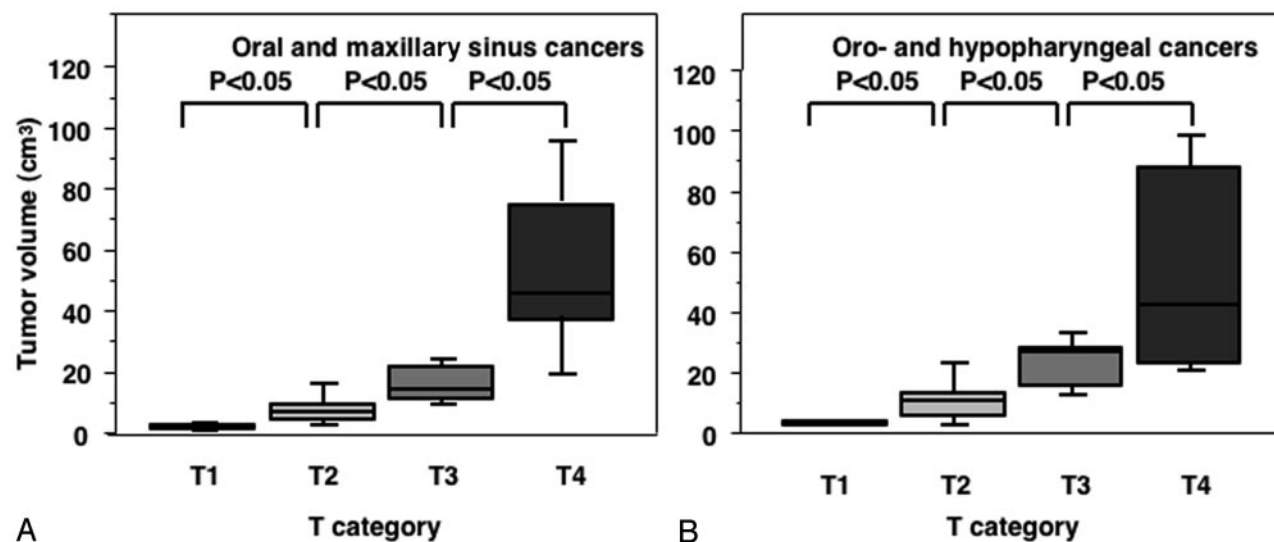 Oral and maxillary sinus cancers
P<0.05 P<0.05 P<0.05
Tumor volume (cm³)
120
100
80
60
40
20
0
T1 T2 T3 T4
A
T category
Oro- and hypopharyngeal cancers
P<0.05 P<0.05 P<0.05
120
100
80
60
40
20
0
T1 T2 T3 T4
B
T category